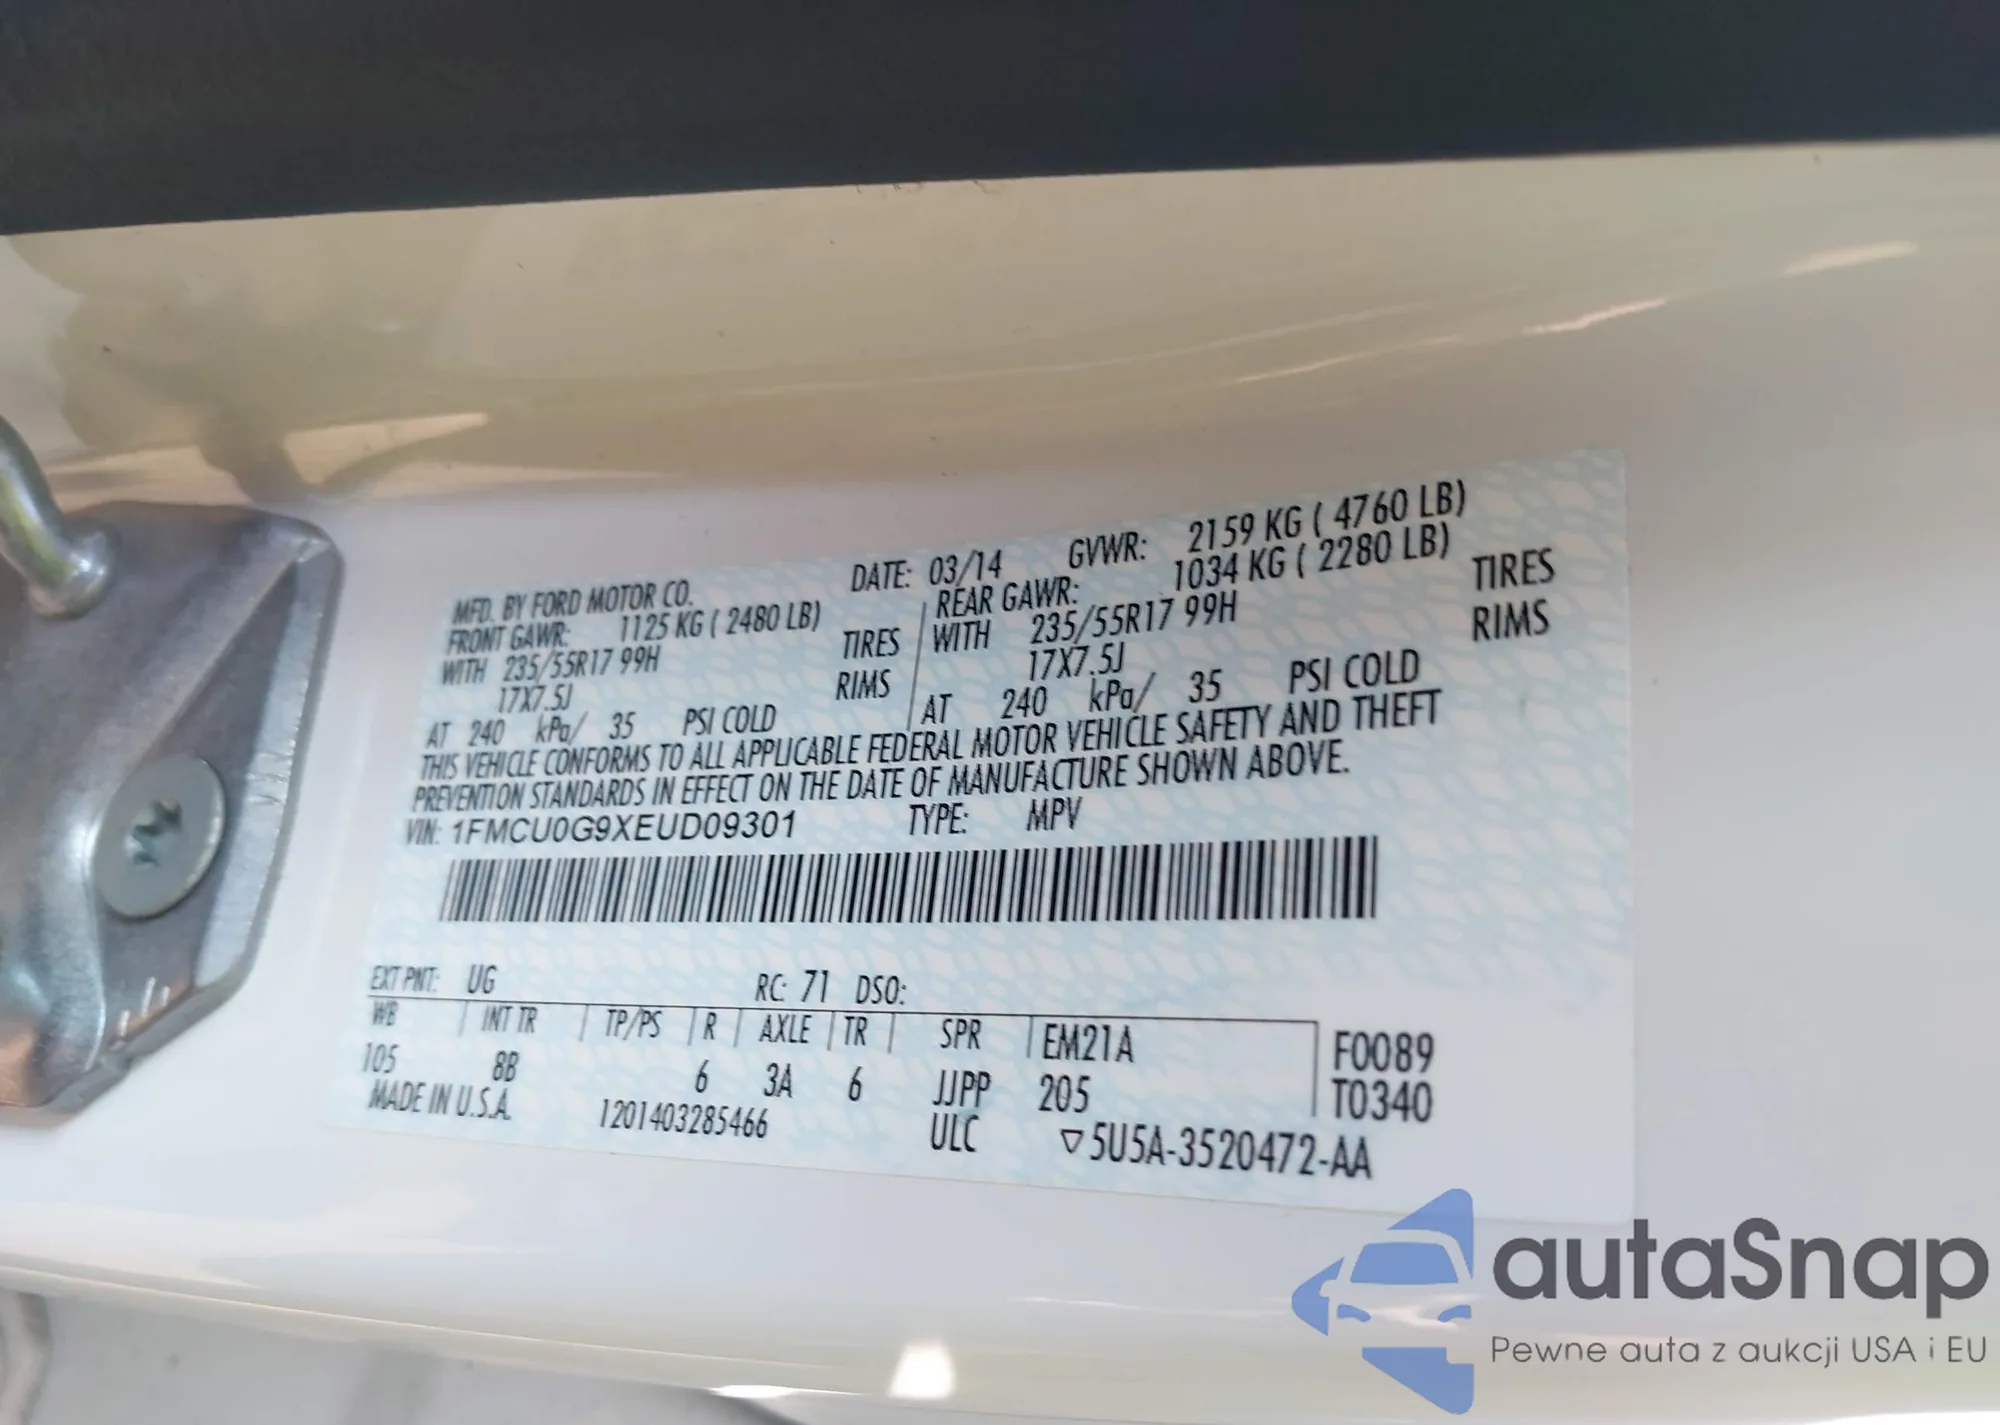 MFD. BY FORD MOTOR CO. DATE: 03/14 GVWR: 2159 KG ( 4760 LB)
FRONT GAWR: 1125 KG ( 2480 LB) REAR GAWR: 1034 KG ( 2280 LB)
WITH 235/55R17 99H TIRES WITH 235/55R17 99H TIRES
17X7.5J RIMS 17X7.5J RIMS
AT 240 kPa/ 35 PSI COLD AT 240 kPa/ 35 PSI COLD
THIS VEHICLE CONFORMS TO ALL APPLICABLE FEDERAL MOTOR VEHICLE SAFETY AND THEFT
PREVENTION STANDARDS IN EFFECT ON THE DATE OF MANUFACTURE SHOWN ABOVE.
VIN: 1FMCU0G9XEUD09301 TYPE: MPV
EXT PNT: UG RC: 71 DSO:
WB INT TR TP/PS R AXLE TR SPR EM21A F0089
105 8B 6 3A 6 JJPP 205 T0340
MADE IN U.S.A. 1201403285466 ULC ▽5U5A-3520472-AA
autaSnap
Pewne auta z aukcji USA i EU